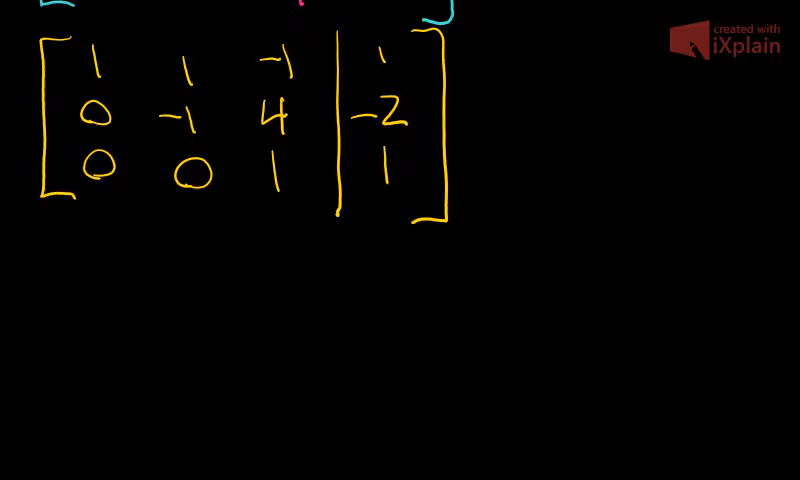 created with
iXplain
1 1 -1 | 1
0 -1 4 | -2
0 0 1 | 1